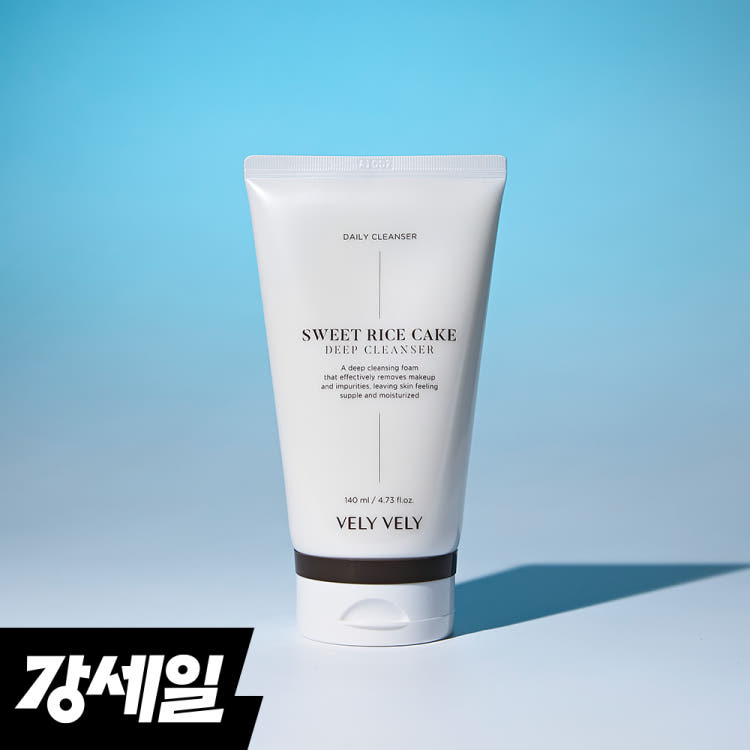 DAILY CLEANSER
SWEET RICE CAKE
DEEP CLEANSER
A deep cleansing foam
that effectively removes makeup
and impurities, leaving skin feeling
supple and moisturized
140 ml / 4.73 fl.oz.
VELY VELY
강세일